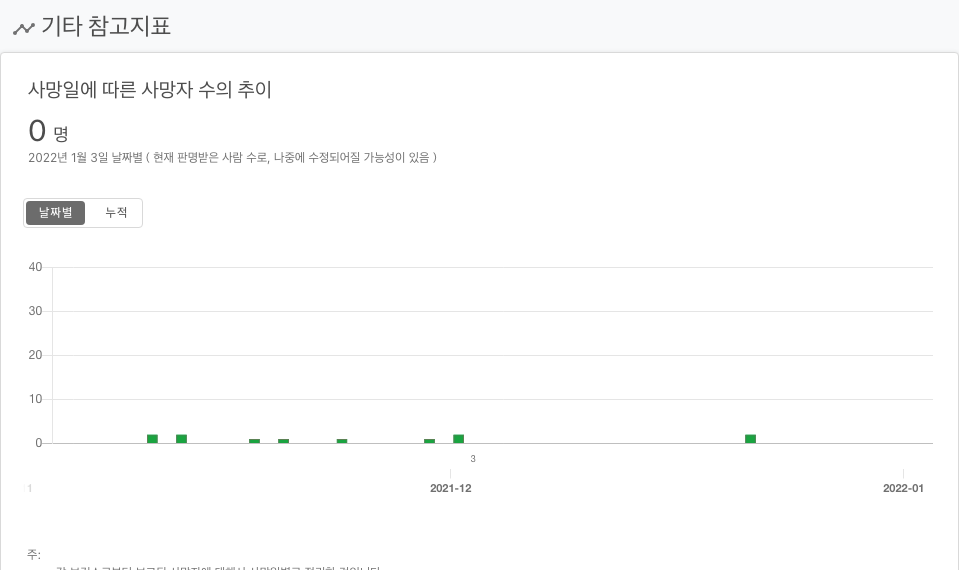 기타 참고지표
사망일에 따른 사망자 수의 추이
0 명
2022년 1월 3일 날짜별 ( 현재 판명받은 사람 수로, 나중에 수정되어질 가능성이 있음 )
날짜별 누적
40
30
20
10
0
3
1 2021-12 2022-01
주: